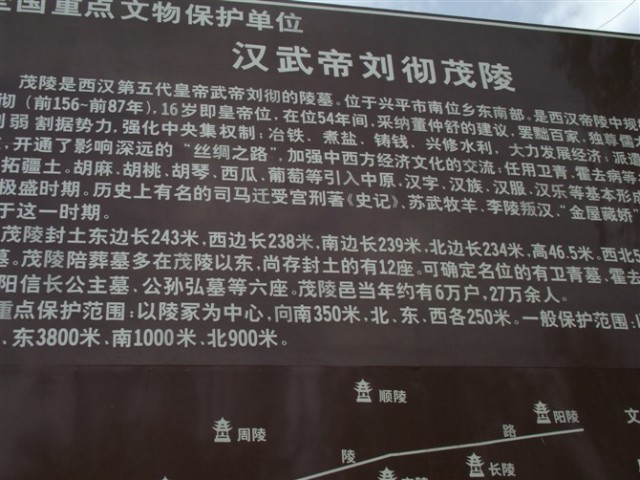 全国重点文物保护单位
汉武帝刘彻茂陵
茂陵是西汉第五代皇帝武帝刘彻的陵墓。位于兴平市南位乡东南部。是西汉帝陵中规
彻（前156-前87年），16岁即皇帝位，在位54年间，采纳董仲舒的建议，罢黜百家，独尊儒
削弱 割据势力，强化中央集权制；冶铁、煮盐、铸钱、兴修水利，大力发展经济；派遣
，开通了影响深远的“丝绸之路”，加强中西方经济文化的交流；任用卫青、霍去病等
拓疆土。胡麻、胡桃、胡琴、西瓜、葡萄等引入中原，汉字、汉族、汉服、汉乐等基本形成
极盛时期。历史上有名的司马迁受宫刑著《史记》、苏武牧羊、李陵叛汉、“金屋藏娇”
于这一时期。
茂陵封土东边长243米，西边长238米，南边长239米，北边长234米，高46.5米。西北5
墓。茂陵陪葬墓多在茂陵以东，尚存封土的有12座。可确定名位的有卫青墓、霍去
阳信长公主墓、公孙弘墓等六座。茂陵邑当年约有6万户，27万余人。
重点保护范围：以陵冢为中心，向南350米、北、东、西各250米。一般保护范围：
、东3800米、南1000米、北900米。
顺陵
周陵
阳陵
文
路
陵
长陵